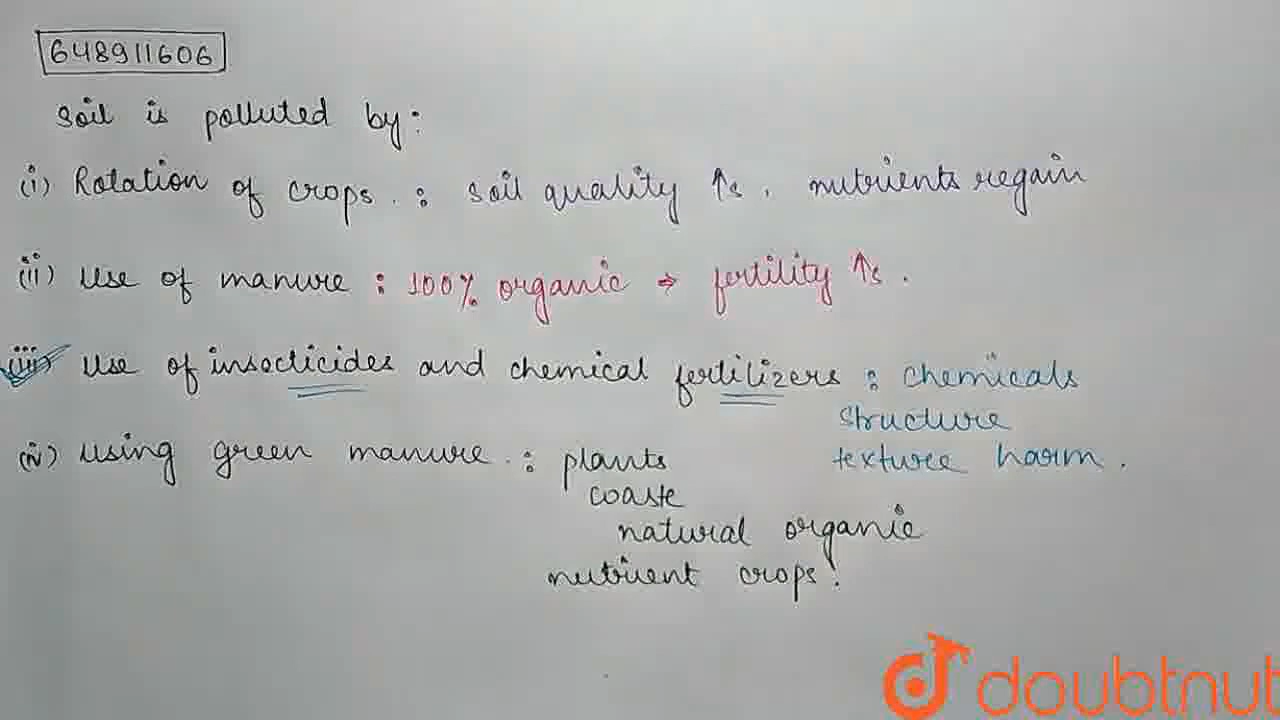 648911606
Soil is polluted by:
(i) Rotation of crops. : soil quality ↑s. nutrients regain
(ii) Use of manure : 100% organic → fertility ↑s.
(iii) Use of insecticides and chemical fertilizers : chemicals
structure
texture harm.
(iv) Using green manure. : plants
waste
natural organic
nutrient crops.
doubtnut